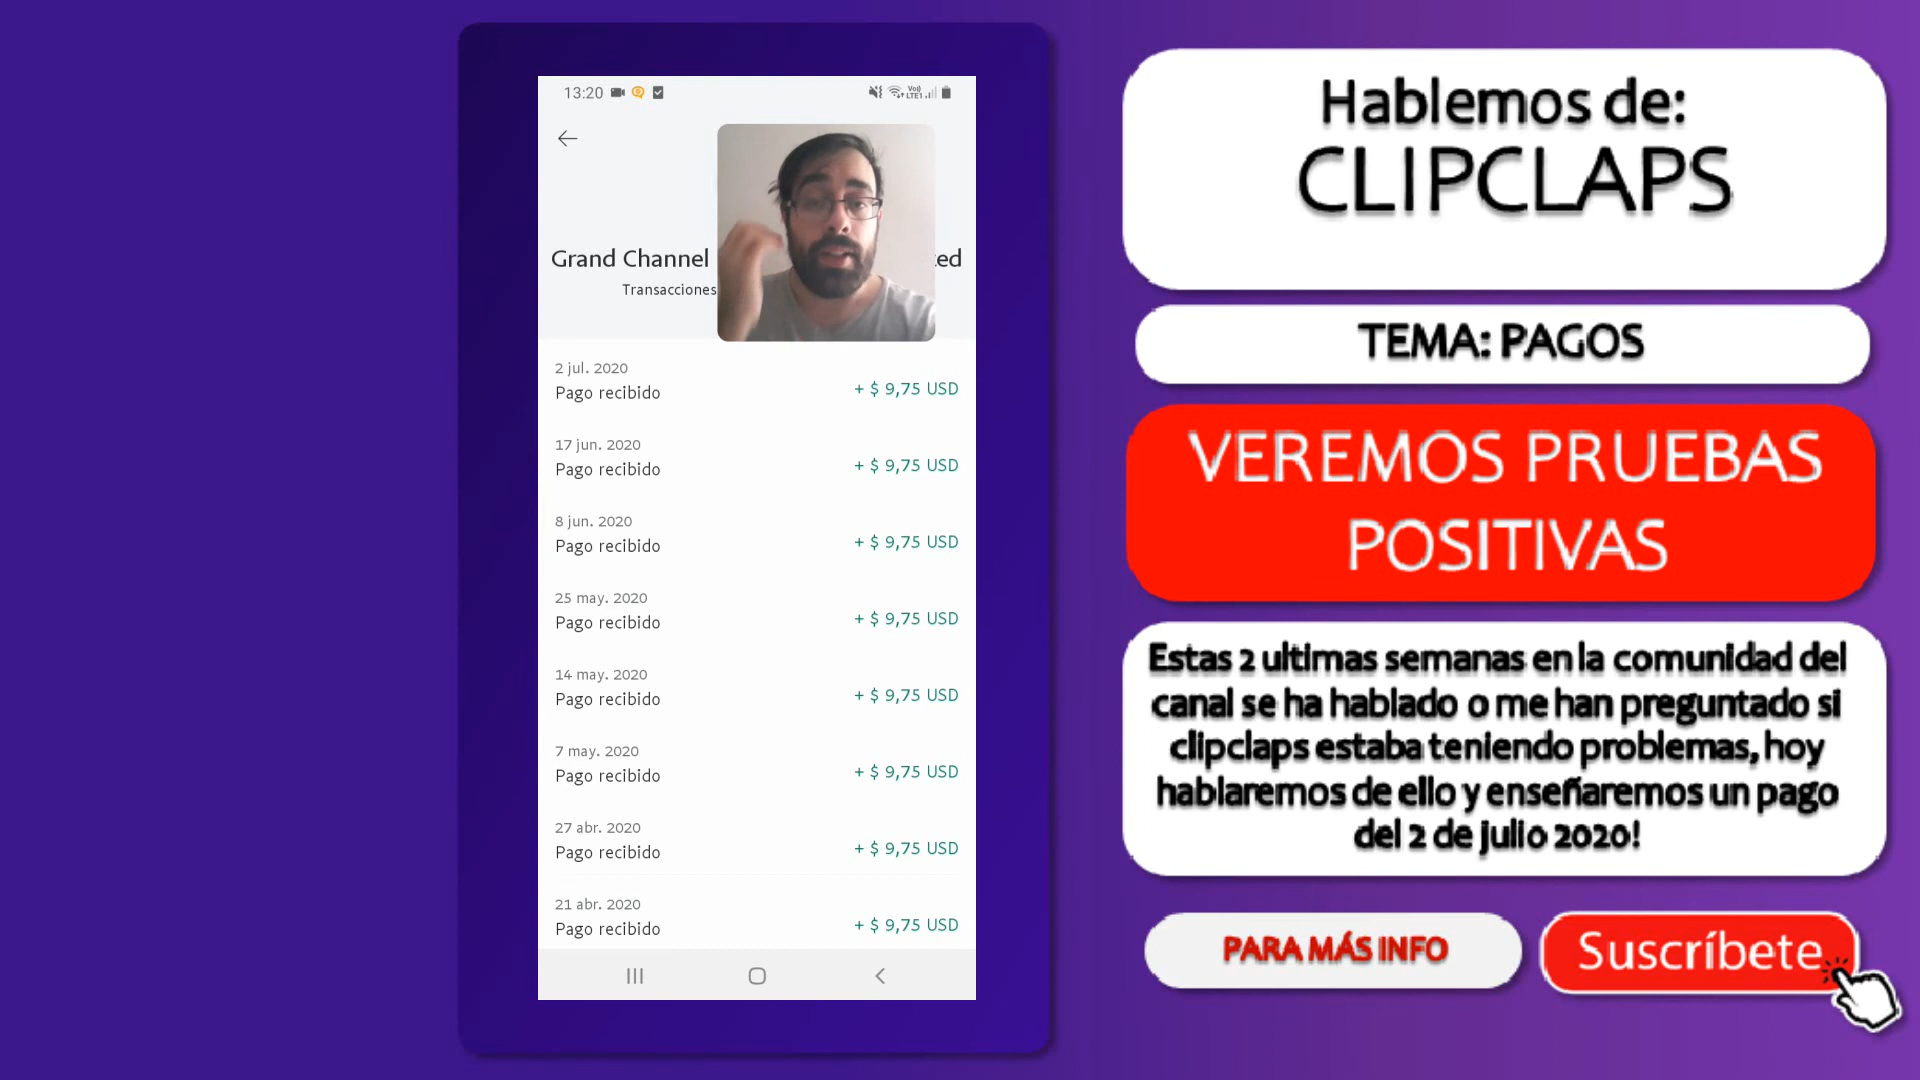 13:20
Vo))
LTE1
Grand Channel
ted
Transacciones
2 jul. 2020
Pago recibido
+ $ 9,75 USD
17 jun. 2020
Pago recibido
+ $ 9,75 USD
8 jun. 2020
Pago recibido
+ $ 9,75 USD
25 may. 2020
Pago recibido
+ $ 9,75 USD
14 may. 2020
Pago recibido
+ $ 9,75 USD
7 may. 2020
Pago recibido
+ $ 9,75 USD
27 abr. 2020
Pago recibido
+ $ 9,75 USD
21 abr. 2020
Pago recibido
+ $ 9,75 USD
Hablemos de:
CLIPCLAPS
TEMA: PAGOS
VEREMOS PRUEBAS
POSITIVAS
Estas 2 ultimas semanas en la comunidad del
canal se ha hablado o me han preguntado si
clipclaps estaba teniendo problemas, hoy
hablaremos de ello y enseñaremos un pago
del 2 de julio 2020!
PARA MÁS INFO
Suscríbete